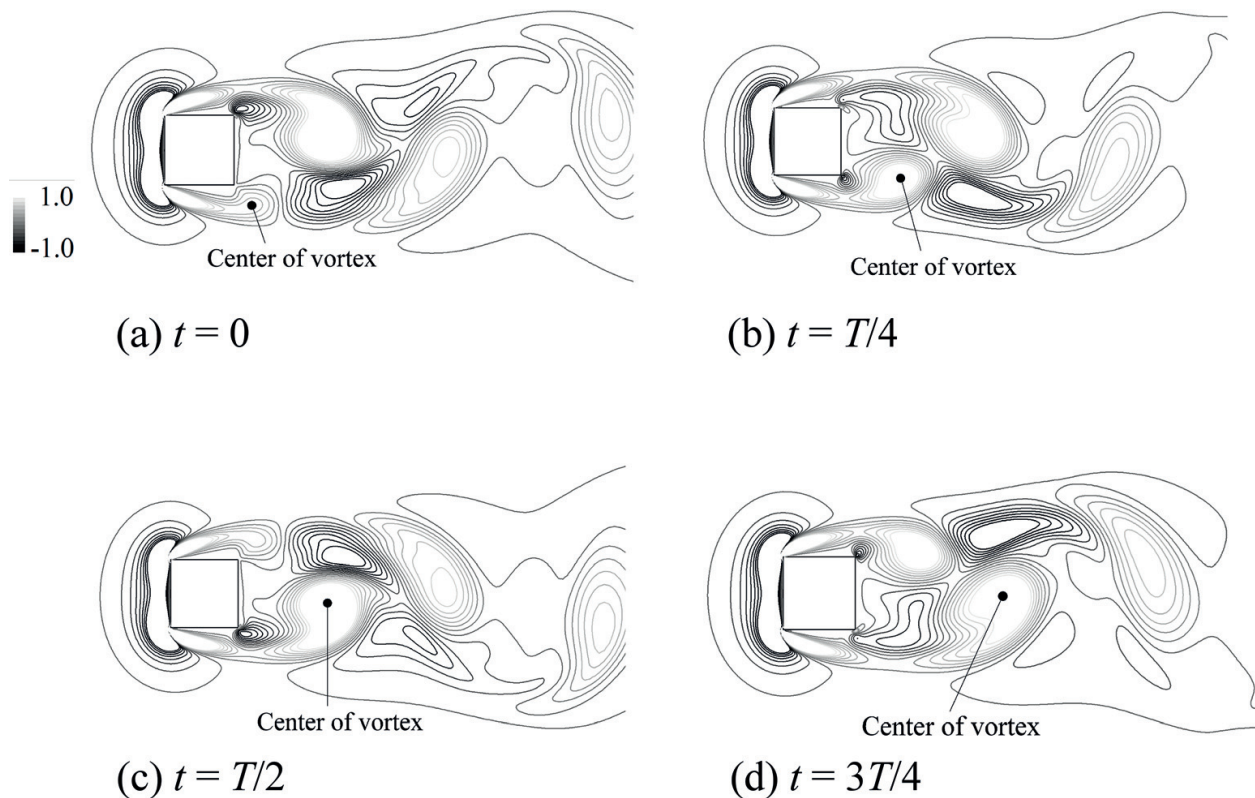 1.0
-1.0
Center of vortex
Center of vortex
(a) t = 0
(b) t = T/4
Center of vortex
Center of vortex
(c) t = T/2
(d) t = 3T/4